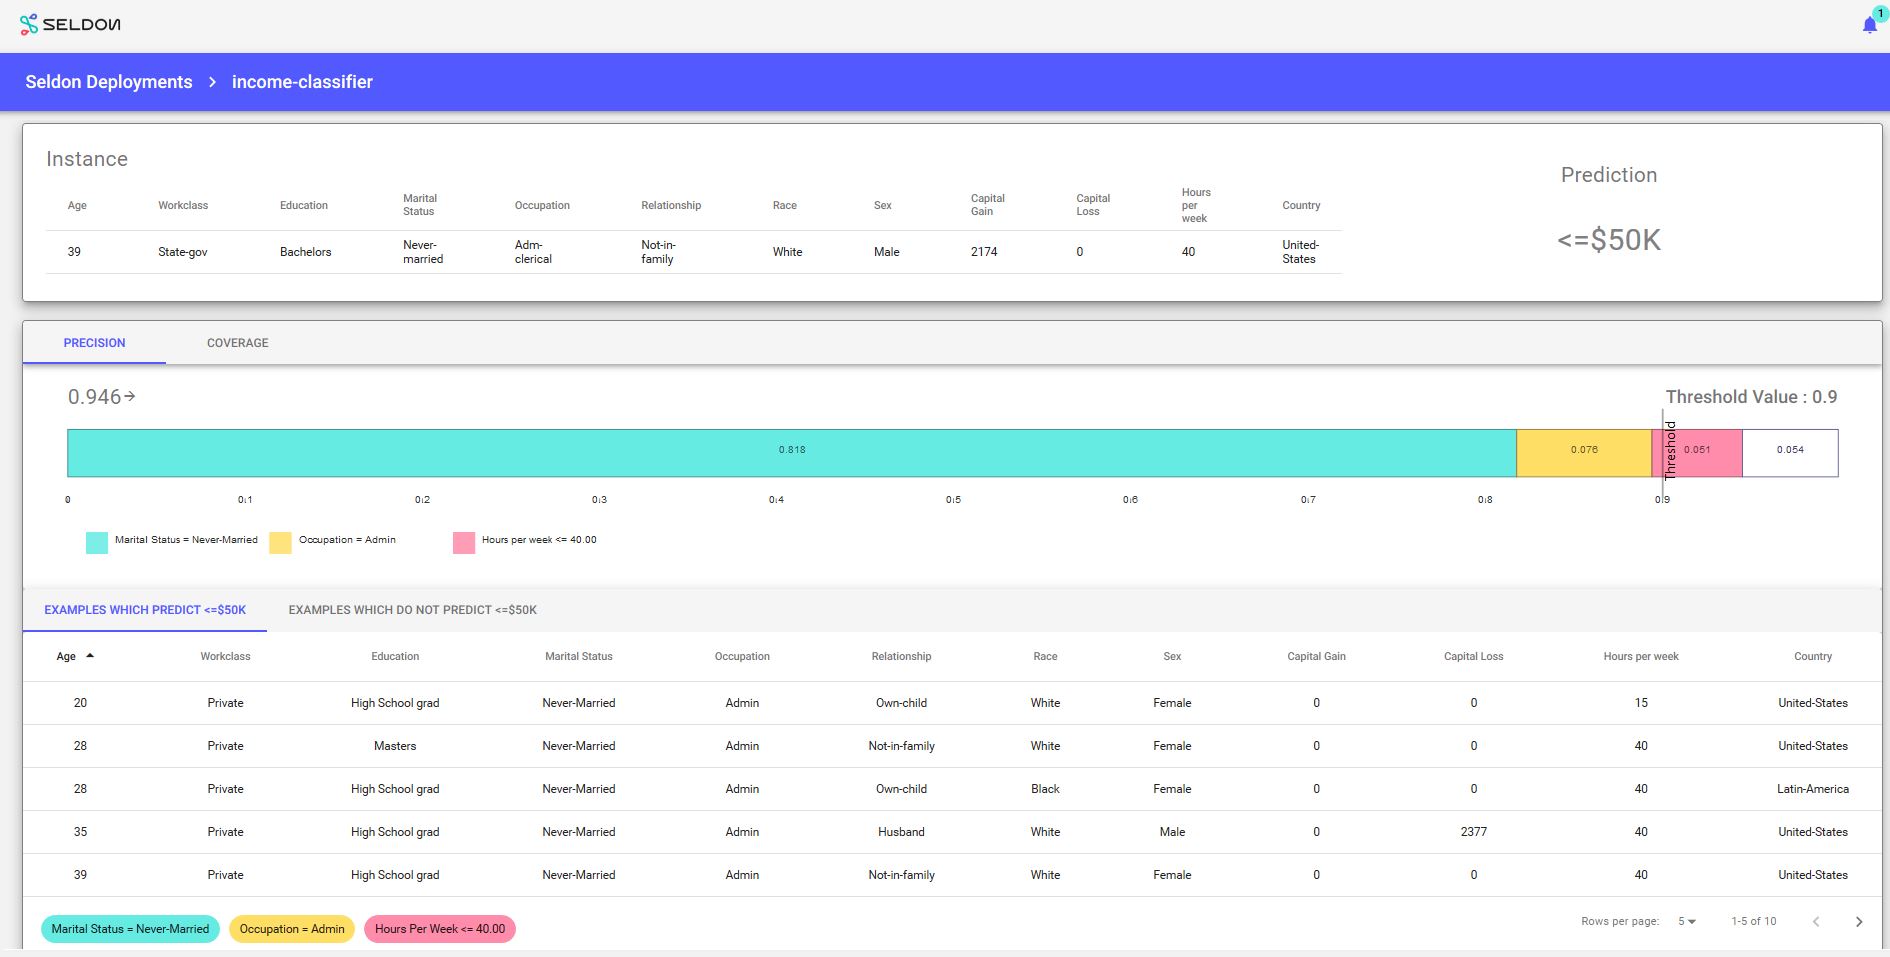 SELDON
1
Seldon Deployments > income-classifier
Instance
Age Workclass Education Marital Status Occupation Relationship Race Sex Capital Gain Capital Loss Hours per week Country
39 State-gov Bachelors Never-married Adm-clerical Not-in-family White Male 2174 0 40 United-States
Prediction
<=$50K
PRECISION COVERAGE
0.946→ Threshold Value : 0.9
0.818 0.076 Threshold 0.051 0.054
0 0.1 0.2 0.3 0.4 0.5 0.6 0.7 0.8 0.9
Marital Status = Never-Married Occupation = Admin Hours per week <= 40.00
EXAMPLES WHICH PREDICT <=$50K EXAMPLES WHICH DO NOT PREDICT <=$50K
Age Workclass Education Marital Status Occupation Relationship Race Sex Capital Gain Capital Loss Hours per week Country
20 Private High School grad Never-Married Admin Own-child White Female 0 0 15 United-States
28 Private Masters Never-Married Admin Not-in-family White Female 0 0 40 United-States
28 Private High School grad Never-Married Admin Own-child Black Female 0 0 40 Latin-America
35 Private High School grad Never-Married Admin Husband White Male 0 2377 40 United-States
39 Private High School grad Never-Married Admin Not-in-family White Female 0 0 40 United-States
Marital Status = Never-Married Occupation = Admin Hours Per Week <= 40.00 Rows per page: 5 1-5 of 10